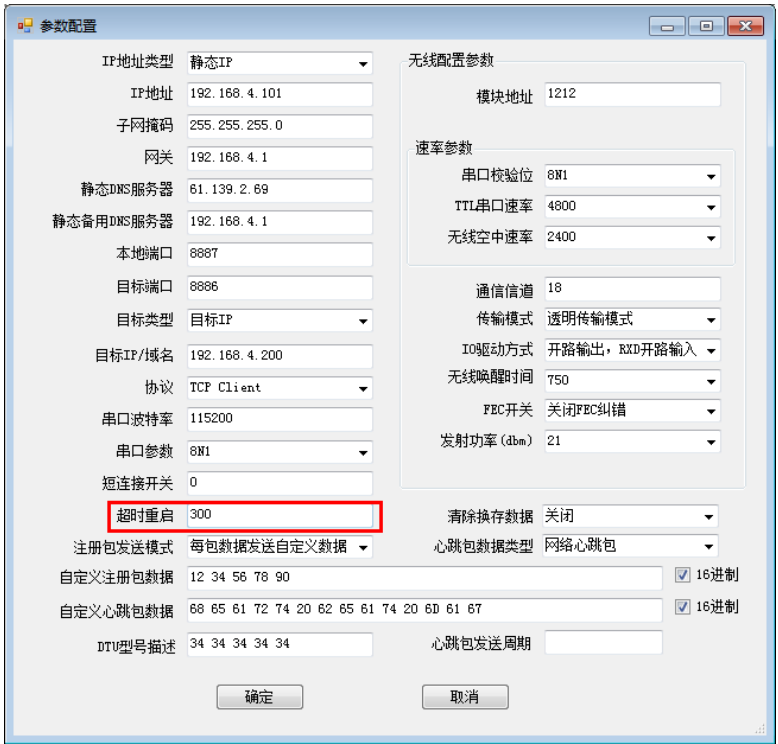 参数配置
IP地址类型 静态IP
IP地址 192.168.4.101
子网掩码 255.255.255.0
网关 192.168.4.1
静态DNS服务器 61.139.2.69
静态备用DNS服务器 192.168.4.1
本地端口 8887
目标端口 8886
目标类型 目标IP
目标IP/域名 192.168.4.200
协议 TCP Client
串口波特率 115200
串口参数 8N1
短连接开关 0
超时重启 300
注册包发送模式 每包数据发送自定义数据
无线配置参数
模块地址 1212
速率参数
串口校验位 8N1
TTL串口速率 4800
无线空中速率 2400
通信信道 18
传输模式 透明传输模式
IO驱动方式 开路输出，RXD开路输入
无线唤醒时间 750
FEC开关 关闭FEC纠错
发射功率(dbm) 21
清除换存数据 关闭
心跳包数据类型 网络心跳包
自定义注册包数据 12 34 56 78 90 16进制
自定义心跳包数据 68 65 61 72 74 20 62 65 61 74 20 6D 61 67 16进制
DTU型号描述 34 34 34 34 34 心跳包发送周期
确定 取消